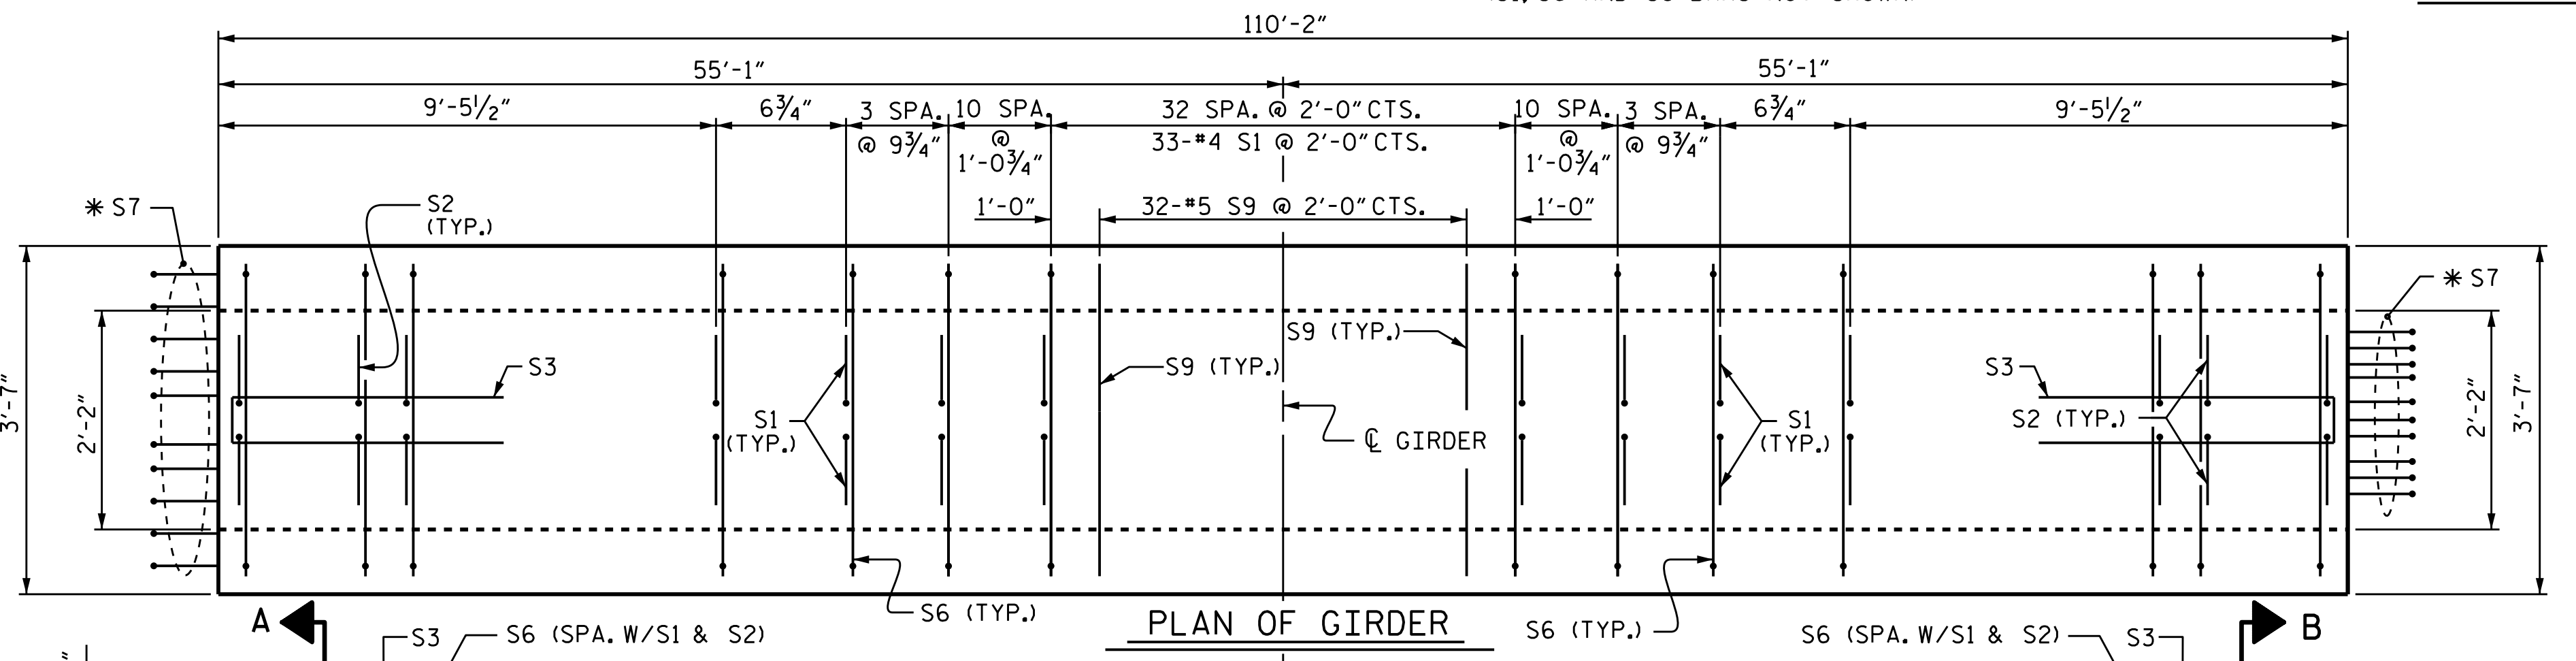 110'-2"
55'-1"
55'-1"
9'-5½"
6¾"
3 SPA.
@ 9¾"
10 SPA.
@
1'-0¾"
32 SPA. @ 2'-0" CTS.
33-#4 S1 @ 2'-0" CTS.
10 SPA.
@
1'-0¾"
3 SPA.
@ 9¾"
6¾"
9'-5½"
1'-0"
32-#5 S9 @ 2'-0" CTS.
1'-0"
* S7
S2
(TYP.)
* S7
3'-7"
2'-2"
S3
S1
(TYP.)
S9 (TYP.)
S9 (TYP.)
℄ GIRDER
S1
(TYP.)
S3
S2 (TYP.)
2'-2"
3'-7"
S6 (TYP.)
PLAN OF GIRDER
S6 (TYP.)
A
S3
S6 (SPA. W/S1 & S2)
S6 (SPA. W/S1 & S2)
S3
B